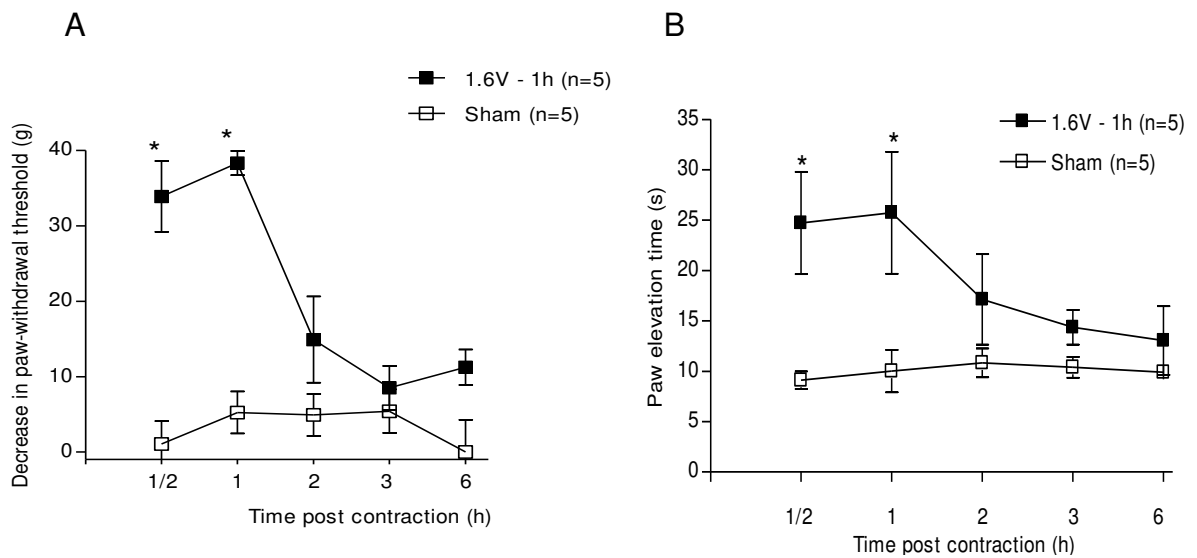 A
1.6V - 1h (n=5)
Sham (n=5)
Decrease in paw-withdrawal threshold (g)
40
30
20
10
0
*
*
1/2
1
2
3
6
Time post contraction (h)
B
1.6V - 1h (n=5)
Sham (n=5)
Paw elevation time (s)
35
30
25
20
15
10
5
0
*
*
1/2
1
2
3
6
Time post contraction (h)